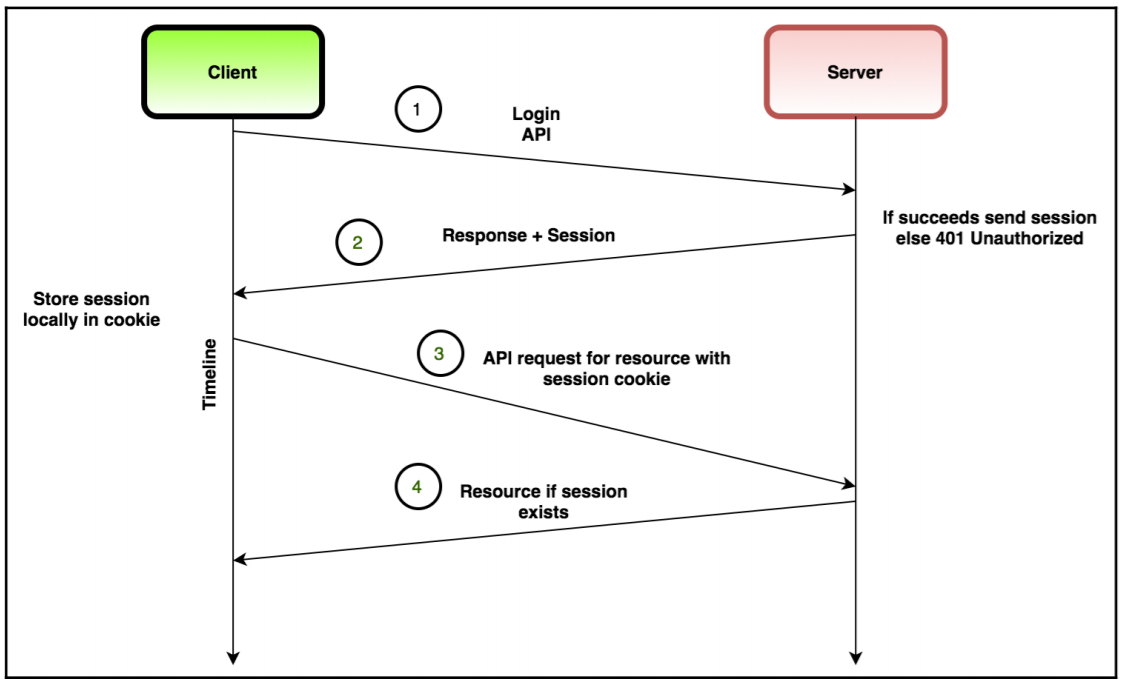 Client
Server
1
Login
API
If succeeds send session
else 401 Unauthorized
2
Response + Session
Store session
locally in cookie
3
API request for resource with
session cookie
Timeline
4
Resource if session
exists